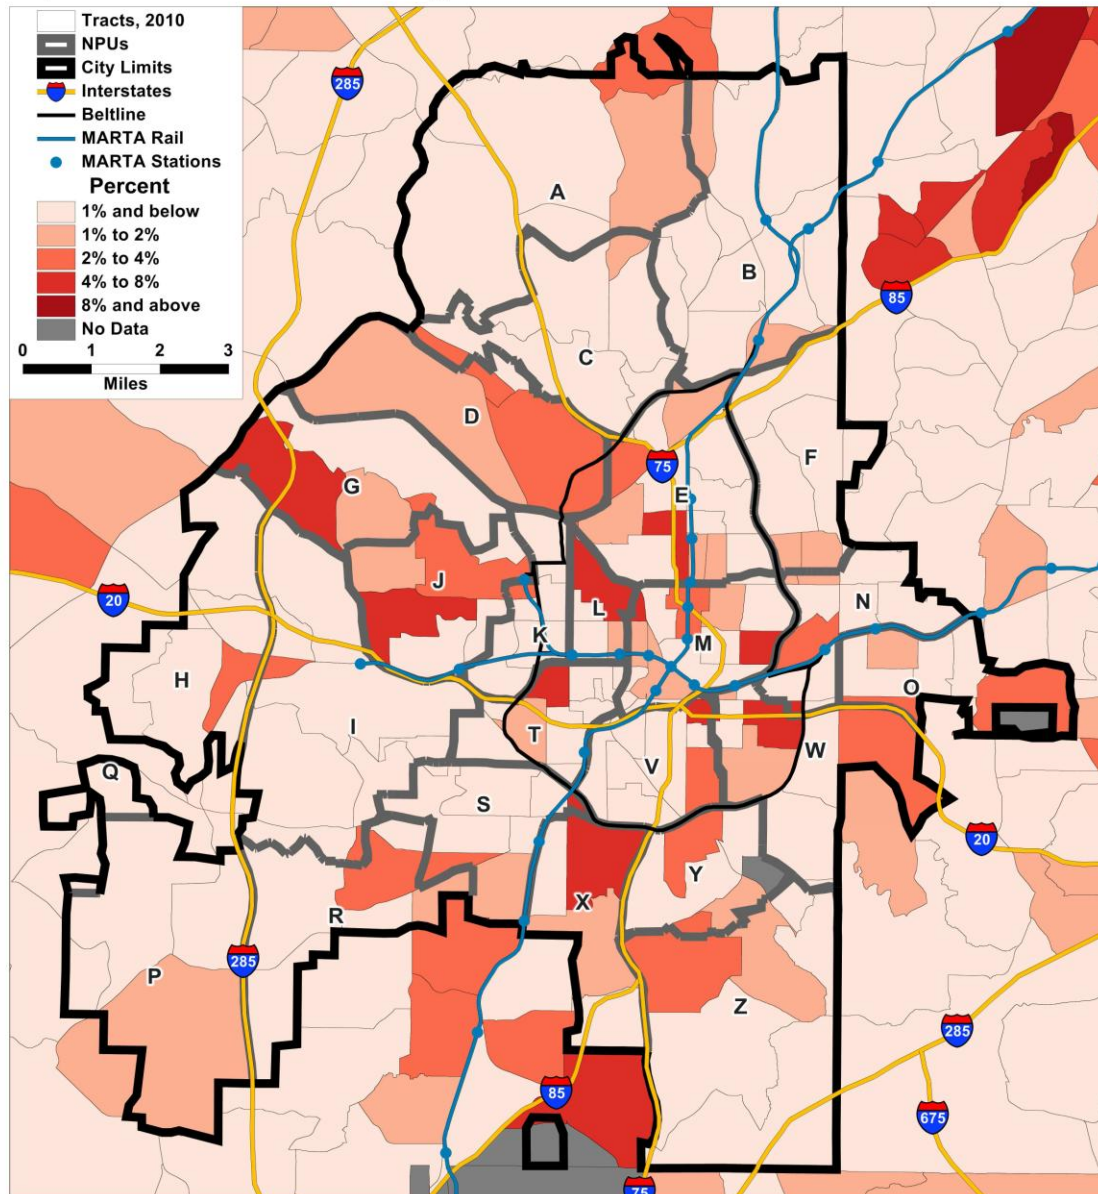 Tracts, 2010
NPUs
City Limits
Interstates
Beltline
MARTA Rail
MARTA Stations
Percent
1% and below
1% to 2%
2% to 4%
4% to 8%
8% and above
No Data
0 1 2 3
Miles
285
A
B
85
C
D
F
75
G
E
J
20
N
L
K
M
H
O
I
T
W
V
Q
S
20
Y
X
R
285
P
Z
285
85
675
75